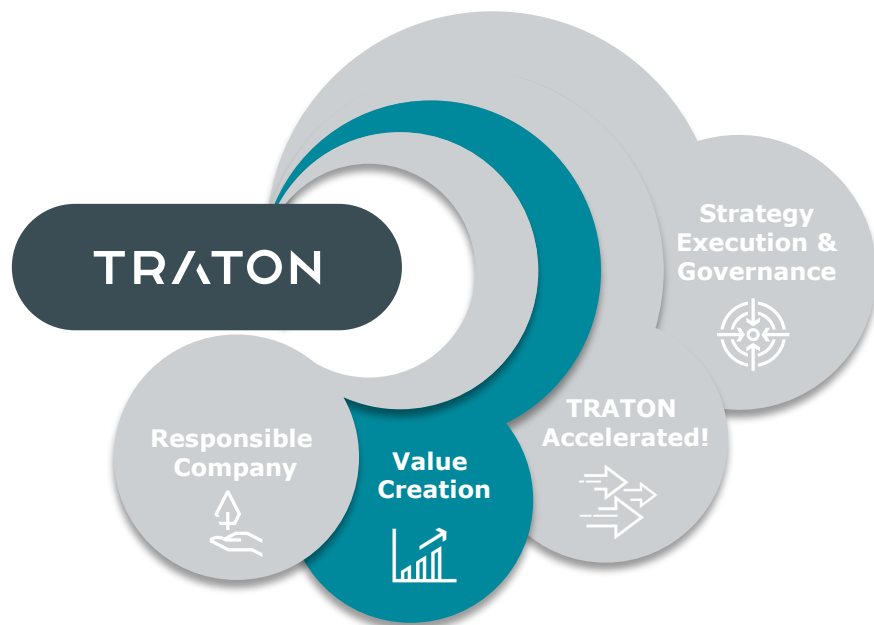 TRATON
Responsible
Company
Value
Creation
TRATON
Accelerated!
Strategy
Execution &
Governance